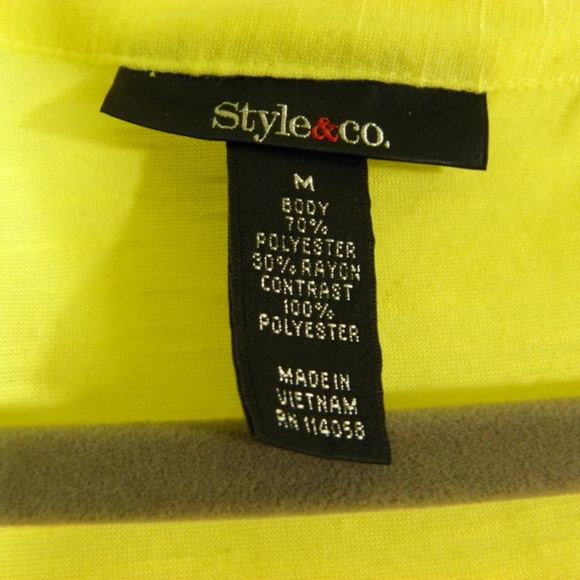 Style&co.
M
BODY
70%
POLYESTER
30% RAYON
CONTRAST
100%
POLYESTER
MADE IN
VIETNAM
RN 114058